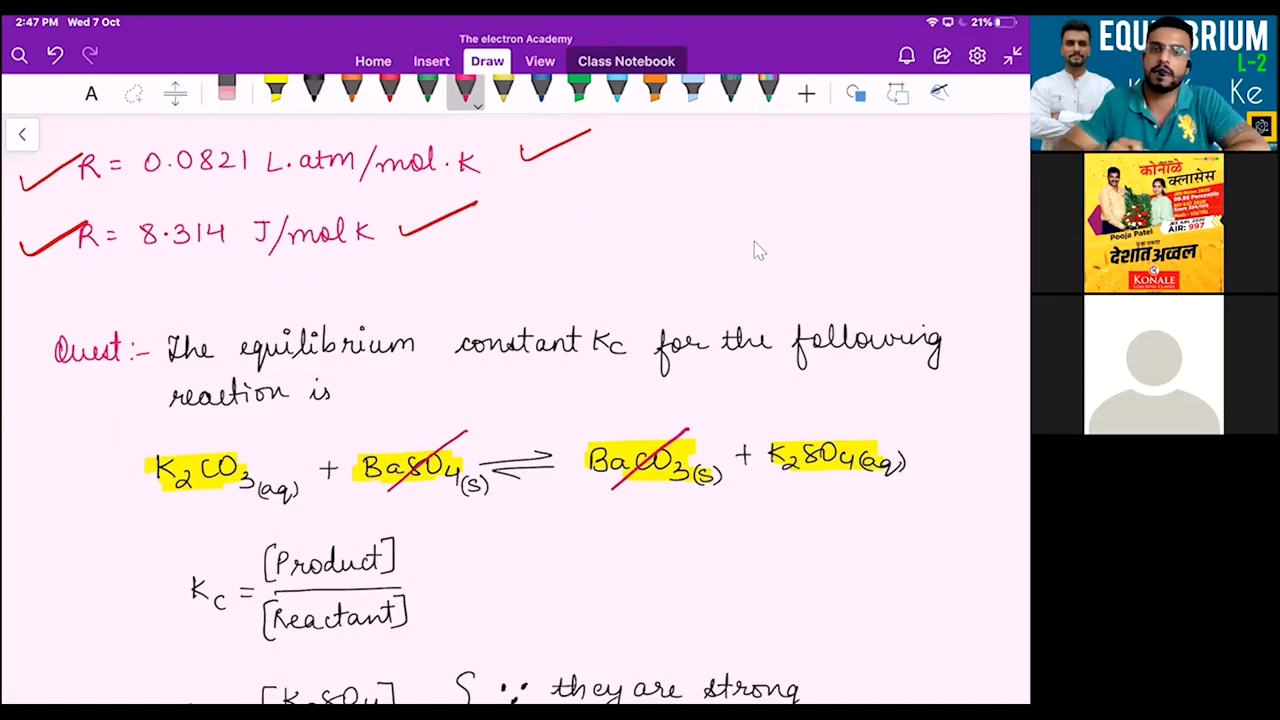 2:47 PM Wed 7 Oct
21%
The electron Academy
Home Insert Draw View Class Notebook
A
R = 0.0821 L.atm/mol.K
R = 8.314 J/mol K
Quest:- The equilibrium constant Kc for the following
reaction is
K2CO3(aq) + BaSO4(s) ⇌ BaCO3(s) + K2SO4(aq)
Kc = [Product]
[Reactant]
[K2SO4] { ∵ they are strong
EQUILIBRIUM
L-2
Ke
कोनाळे
क्लासेस
Pooja Patel
AIR: 997
देशात अव्वल
KONALE